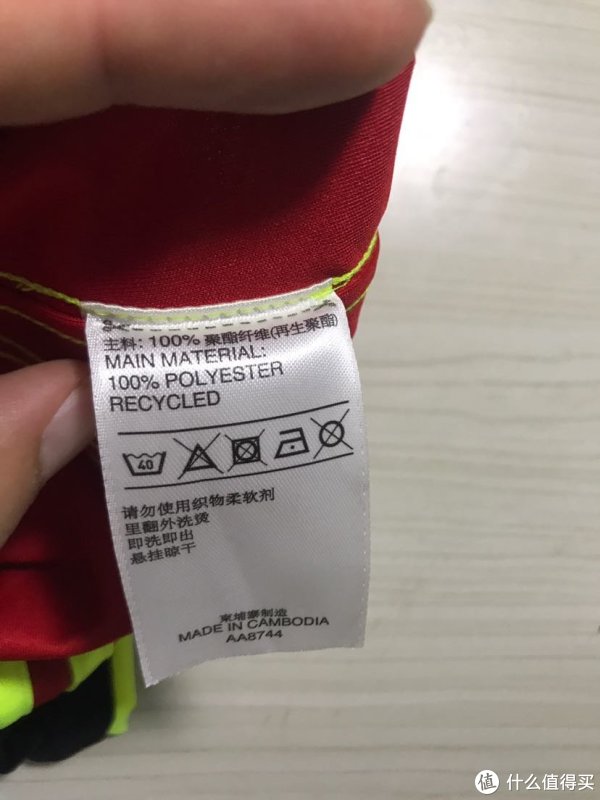 主料: 100% 聚酯纤维(再生聚酯)
MAIN MATERIAL:
100% POLYESTER
RECYCLED
40
请勿使用织物柔软剂
里翻外洗烫
即洗即出
悬挂晾干
柬埔寨制造
MADE IN CAMBODIA
AA8744
值 什么值得买